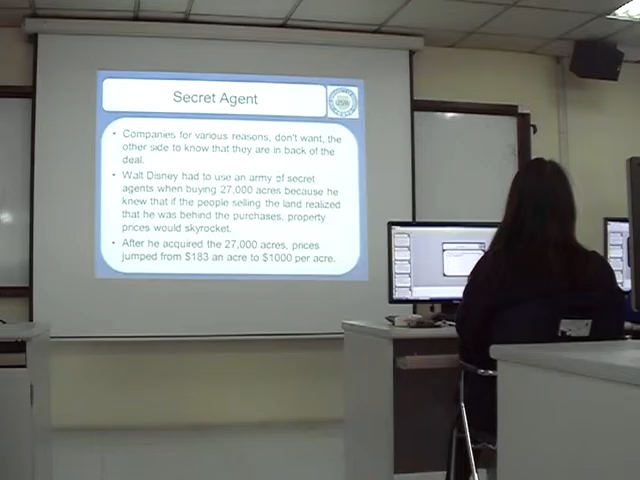 Secret Agent
USW
• Companies for various reasons, don't want, the
other side to know that they are in back of the
deal.
• Walt Disney had to use an army of secret
agents when buying 27,000 acres because he
knew that if the people selling the land realized
that he was behind the purchases, property
prices would skyrocket.
• After he acquired the 27,000 acres, prices
jumped from $183 an acre to $1000 per acre.